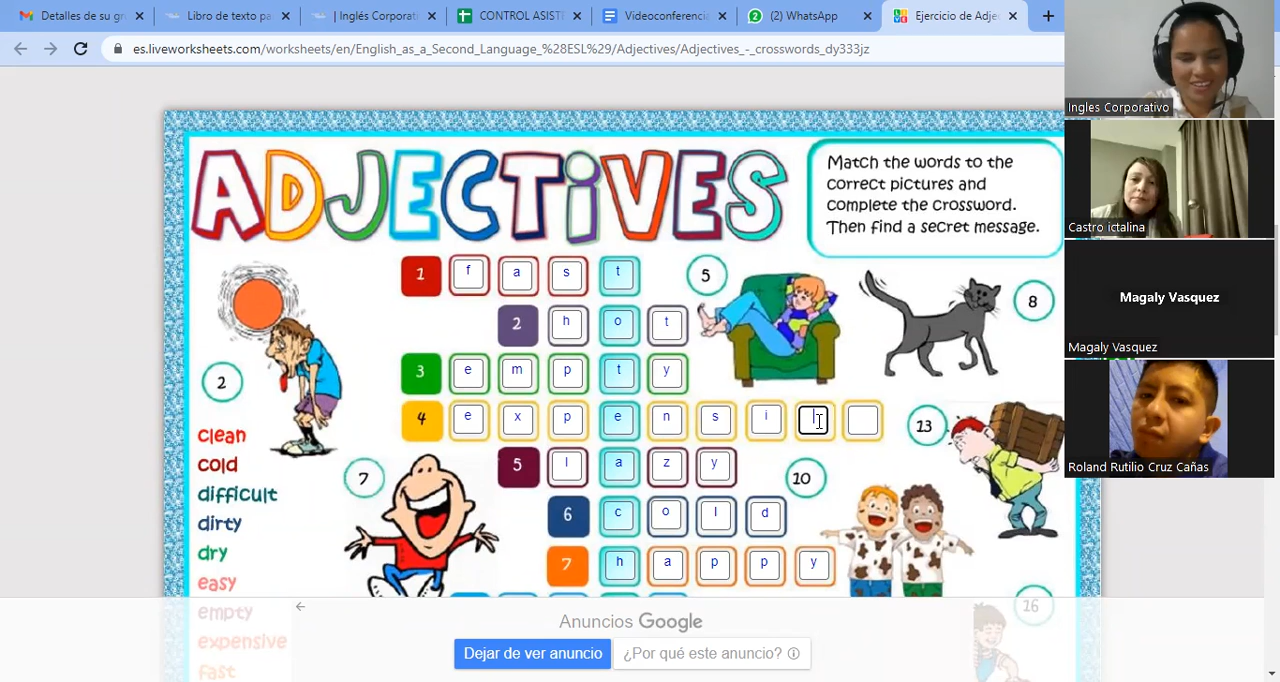 Detalles de su gr
Libro de texto pa
| Inglés Corporat
CONTROL ASIST
Videoconferencia
(2) WhatsApp
Ejercicio de Adje
es.liveworksheets.com/worksheets/en/English_as_a_Second_Language_%28ESL%29/Adjectives/Adjectives_-_crosswords_dy333jz
ADJECTIVES
Match the words to the
correct pictures and
complete the crossword.
Then find a secret message.
1 f a s t
2 h o t
3 e m p t y
4 e x p e n s i
5 l a z y
6 c o l d
7 h a p p y
5
8
2
13
7
10
16
clean
cold
difficult
dirty
dry
easy
empty
expensive
fast
Anuncios Google
Dejar de ver anuncio
¿Por qué este anuncio?
Ingles Corporativo
Castro ictalina
Magaly Vasquez
Magaly Vasquez
Roland Rutilio Cruz Cañas